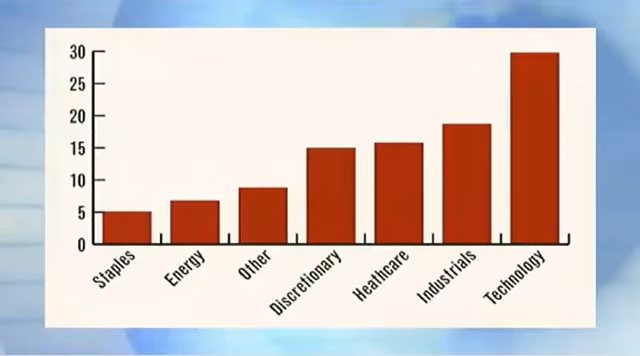 30
25
20
15
10
5
0
Staples
Energy
Other
Discretionary
Heathcare
Industrials
Technology